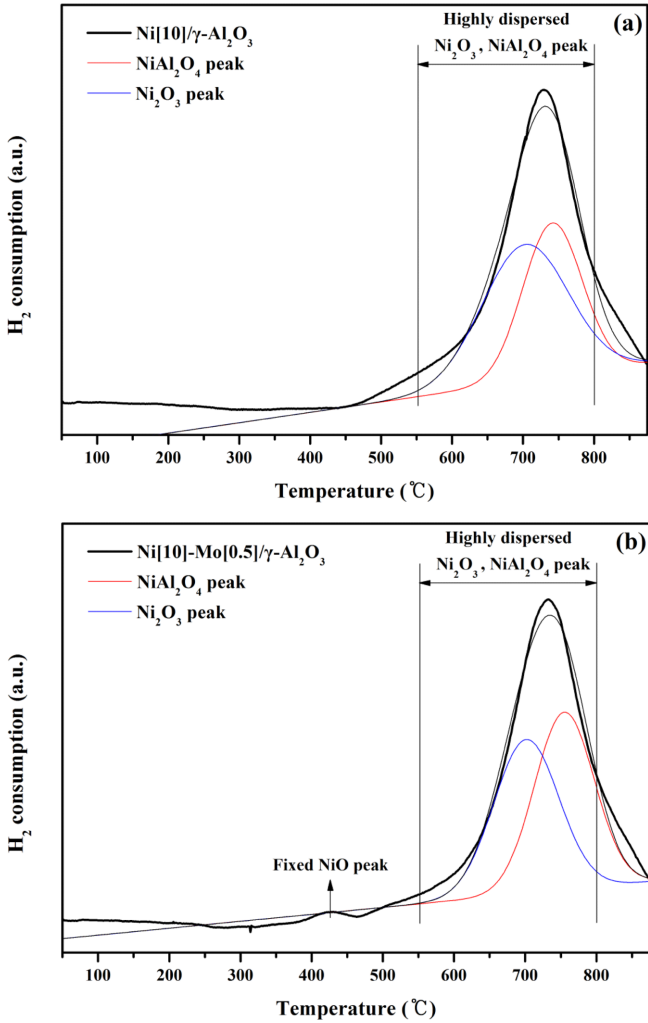 Highly dispersed
(a)
Ni₂O₃ , NiAl₂O₄ peak
Ni[10]/γ-Al₂O₃
NiAl₂O₄ peak
Ni₂O₃ peak
H₂ consumption (a.u.)
100 200 300 400 500 600 700 800
Temperature (℃)
Highly dispersed
(b)
Ni₂O₃ , NiAl₂O₄ peak
Ni[10]-Mo[0.5]/γ-Al₂O₃
NiAl₂O₄ peak
Ni₂O₃ peak
H₂ consumption (a.u.)
Fixed NiO peak
100 200 300 400 500 600 700 800
Temperature (℃)